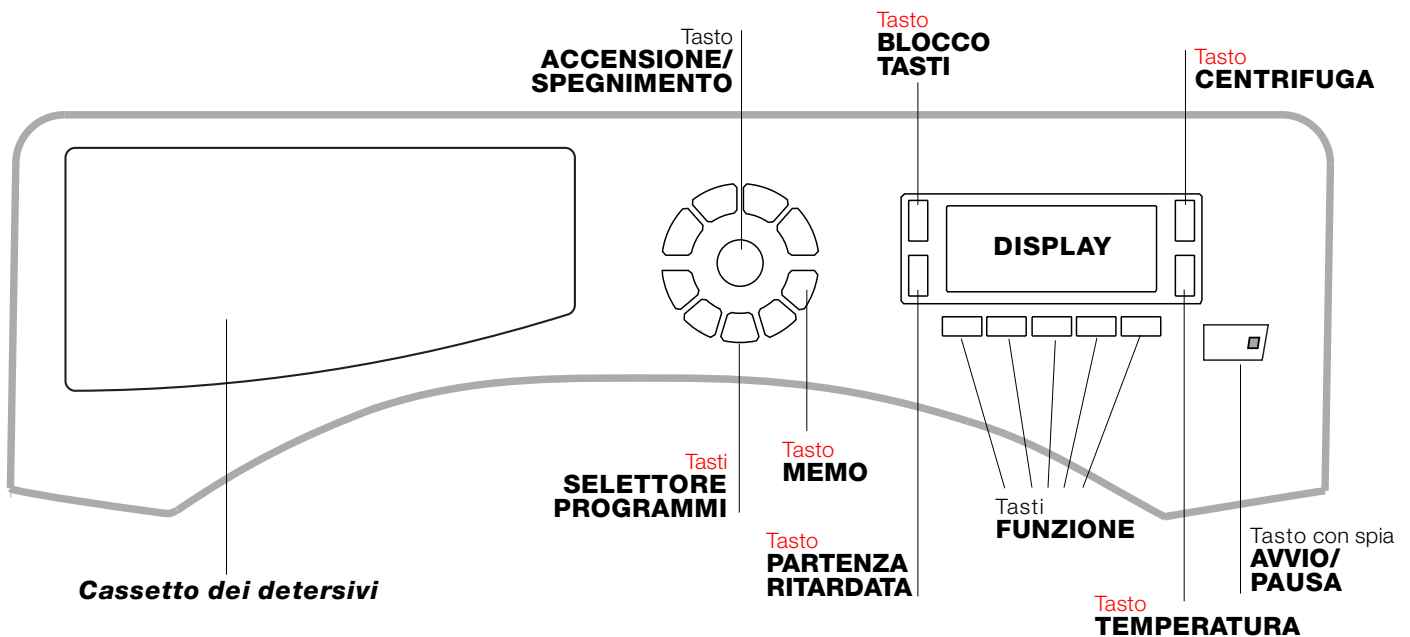 Tasto
ACCENSIONE/
SPEGNIMENTO
Tasto
BLOCCO
TASTI
Tasto
CENTRIFUGA
DISPLAY
Tasti
SELETTORE
PROGRAMMI
Tasto
MEMO
Tasto
PARTENZA
RITARDATA
Tasti
FUNZIONE
Tasto con spia
AVVIO/
PAUSA
Tasto
TEMPERATURA
Cassetto dei detersivi